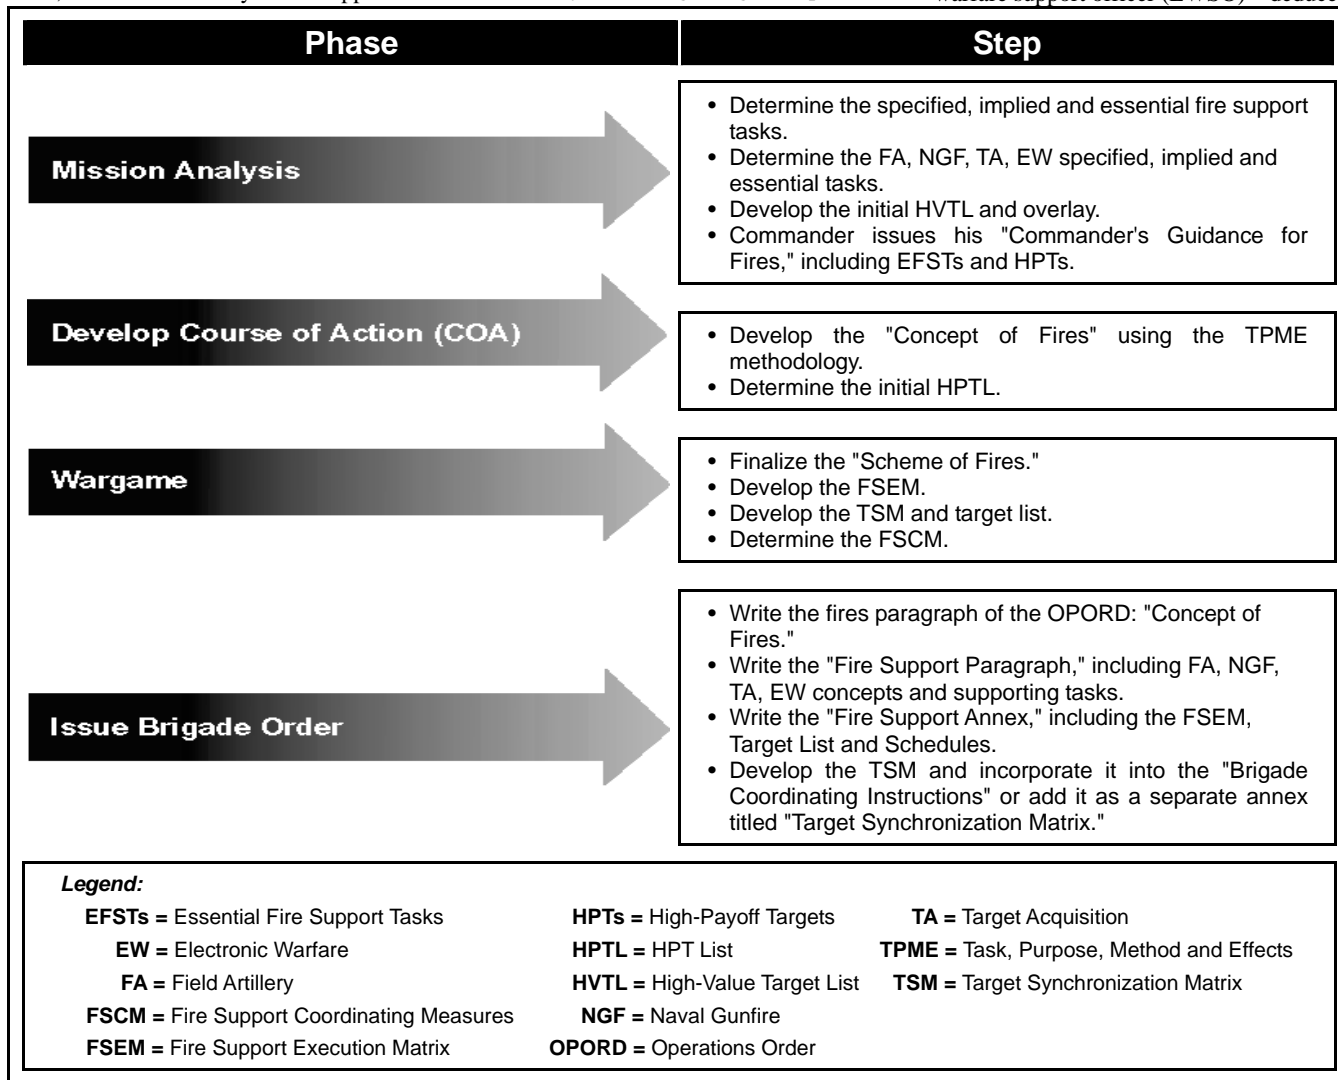 warfare support officer (EWSO)
Phase
Step
Mission Analysis
• Determine the specified, implied and essential fire support
tasks.
• Determine the FA, NGF, TA, EW specified, implied and
essential tasks.
• Develop the initial HVTL and overlay.
• Commander issues his "Commander's Guidance for
Fires," including EFSTs and HPTs.
Develop Course of Action (COA)
• Develop the "Concept of Fires" using the TPME
methodology.
• Determine the initial HPTL.
Wargame
• Finalize the "Scheme of Fires."
• Develop the FSEM.
• Develop the TSM and target list.
• Determine the FSCM.
Issue Brigade Order
• Write the fires paragraph of the OPORD: "Concept of
Fires."
• Write the "Fire Support Paragraph," including FA, NGF,
TA, EW concepts and supporting tasks.
• Write the "Fire Support Annex," including the FSEM,
Target List and Schedules.
• Develop the TSM and incorporate it into the "Brigade
Coordinating Instructions" or add it as a separate annex
titled "Target Synchronization Matrix."
Legend:
EFSTs = Essential Fire Support Tasks
EW = Electronic Warfare
FA = Field Artillery
FSCM = Fire Support Coordinating Measures
FSEM = Fire Support Execution Matrix
HPTs = High-Payoff Targets
HPTL = HPT List
HVTL = High-Value Target List
NGF = Naval Gunfire
OPORD = Operations Order
TA = Target Acquisition
TPME = Task, Purpose, Method and Effects
TSM = Target Synchronization Matrix